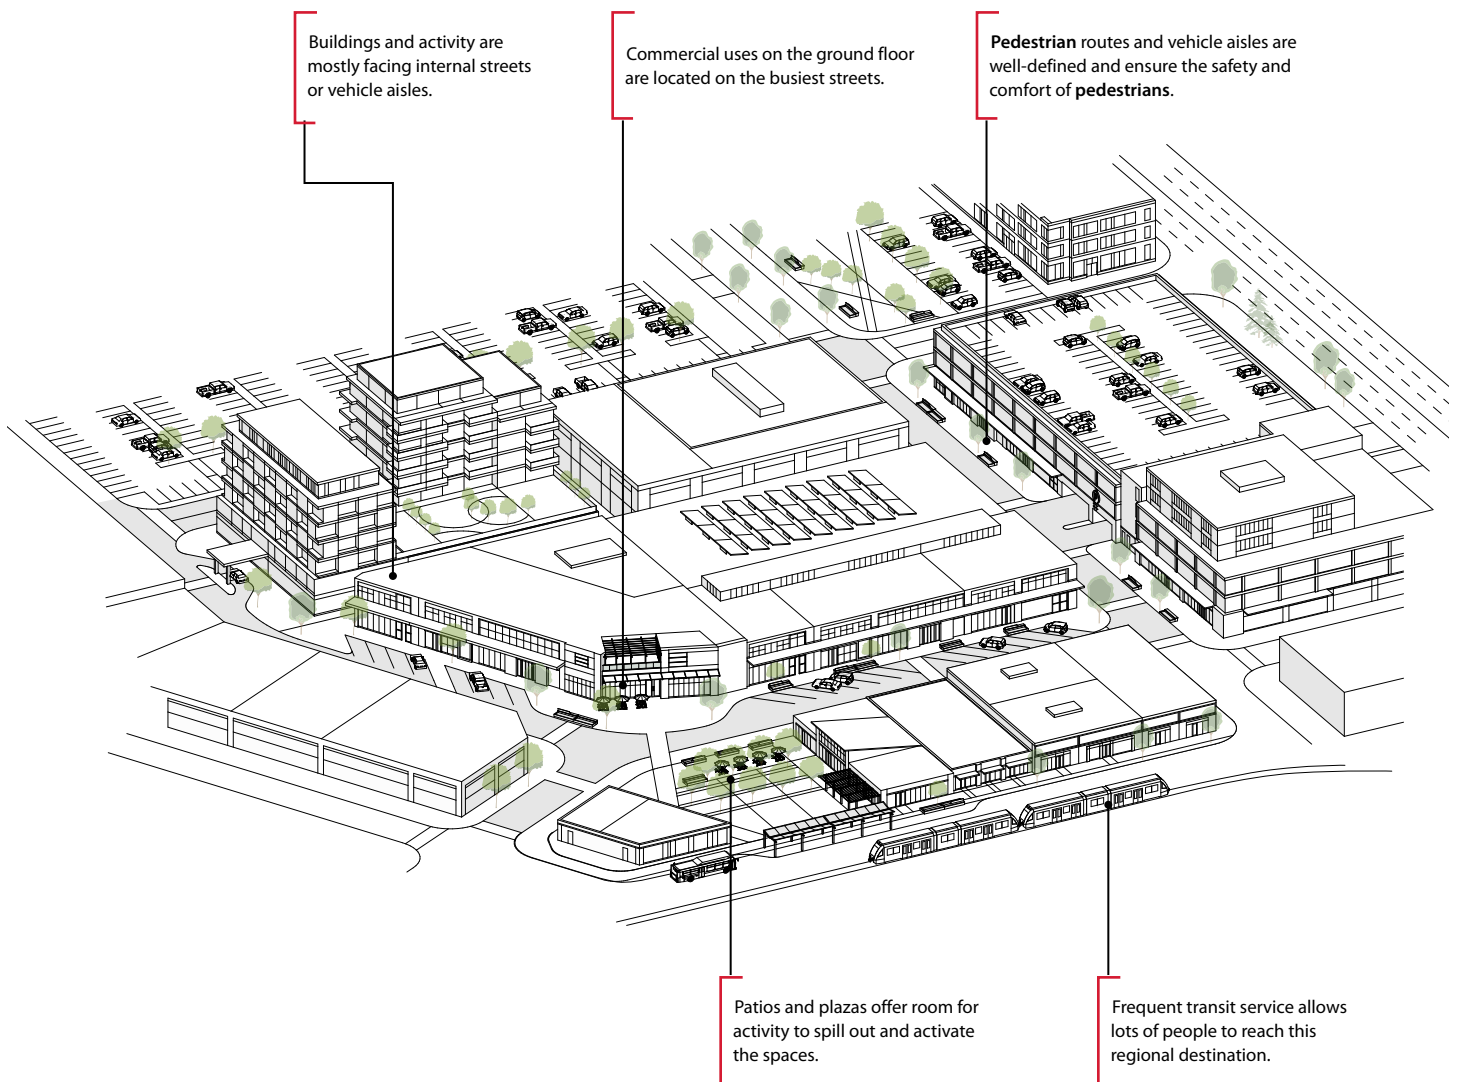 Buildings and activity are
mostly facing internal streets
or vehicle aisles.
Commercial uses on the ground floor
are located on the busiest streets.
Pedestrian routes and vehicle aisles are
well-defined and ensure the safety and
comfort of pedestrians.
Patios and plazas offer room for
activity to spill out and activate
the spaces.
Frequent transit service allows
lots of people to reach this
regional destination.